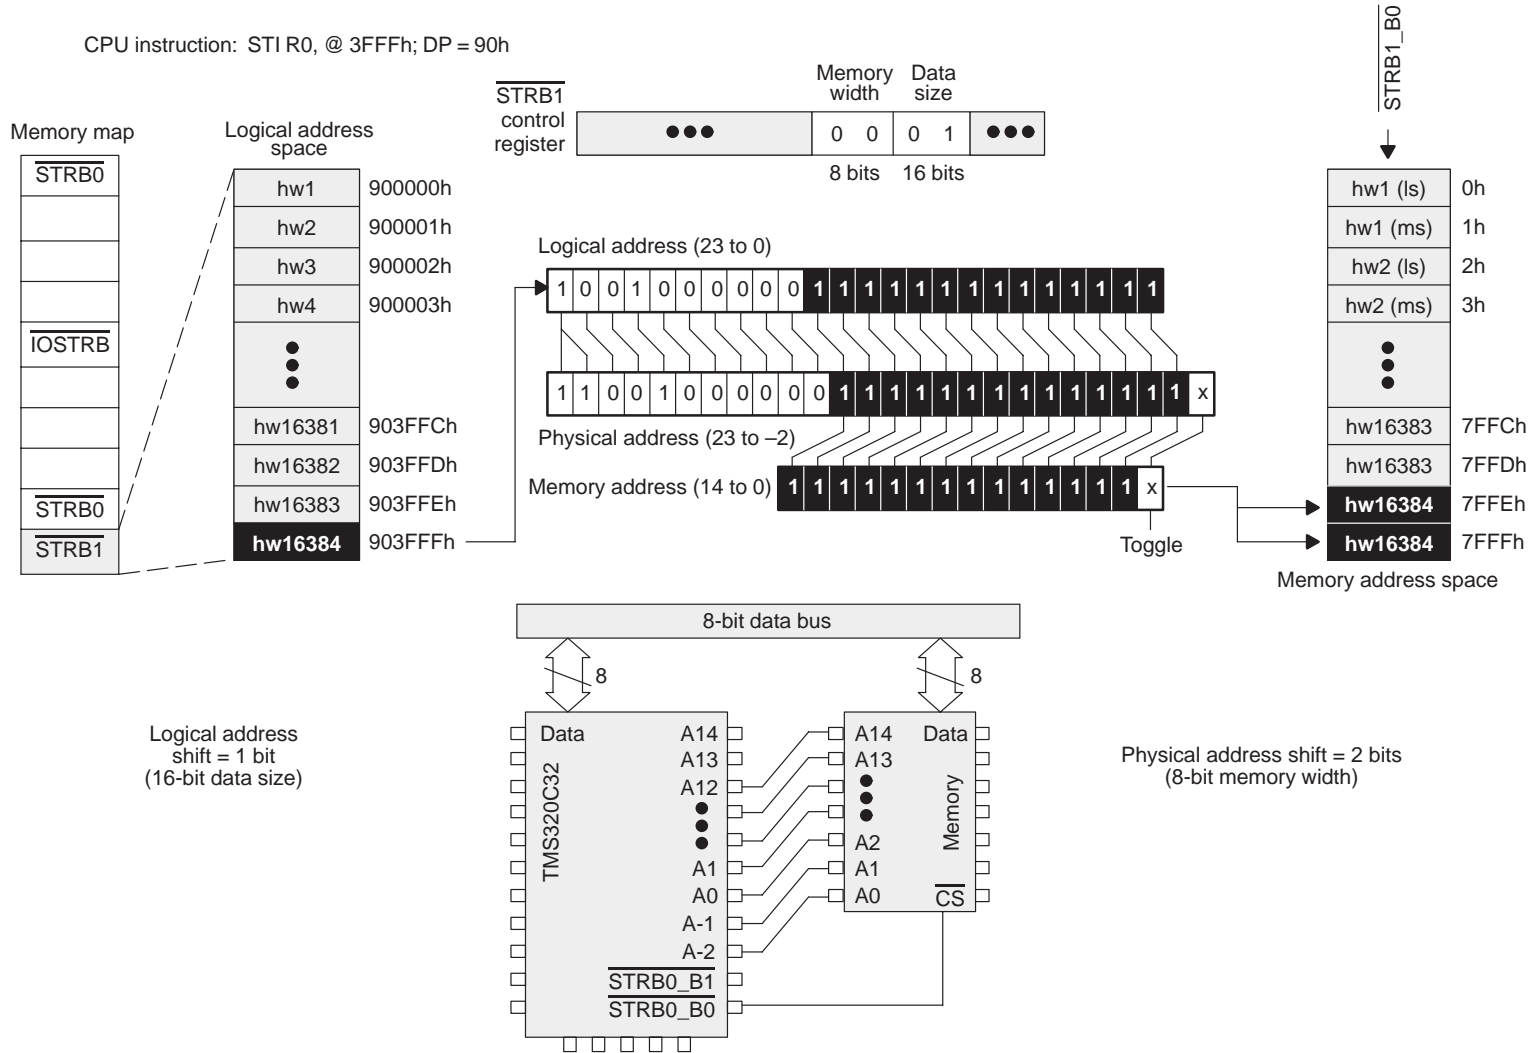 CPU instruction: STI R0, @ 3FFFh; DP = 90h
STRB1_B0
STRB1
control
register
Memory
width
Data
size
0 0 0 1
8 bits 16 bits
Memory map
STRB0
IOSTRB
STRB0
STRB1
Logical address
space
hw1 900000h
hw2 900001h
hw3 900002h
hw4 900003h
hw16381 903FFCh
hw16382 903FFDh
hw16383 903FFEh
hw16384 903FFFh
Logical address (23 to 0)
1 0 0 1 0 0 0 0 0 0 1 1 1 1 1 1 1 1 1 1 1 1 1 1
1 1 0 0 1 0 0 0 0 0 0 1 1 1 1 1 1 1 1 1 1 1 1 1 1 x
Physical address (23 to –2)
Memory address (14 to 0)
1 1 1 1 1 1 1 1 1 1 1 1 1 1 x
Toggle
hw1 (ls) 0h
hw1 (ms) 1h
hw2 (ls) 2h
hw2 (ms) 3h
hw16383 7FFCh
hw16383 7FFDh
hw16384 7FFEh
hw16384 7FFFh
Memory address space
8-bit data bus
8
8
Logical address
shift = 1 bit
(16-bit data size)
Data
TMS320C32
A14
A13
A12
A1
A0
A-1
A-2
STRB0_B1
STRB0_B0
A14
A13
A2
A1
A0
Data
Memory
CS
Physical address shift = 2 bits
(8-bit memory width)